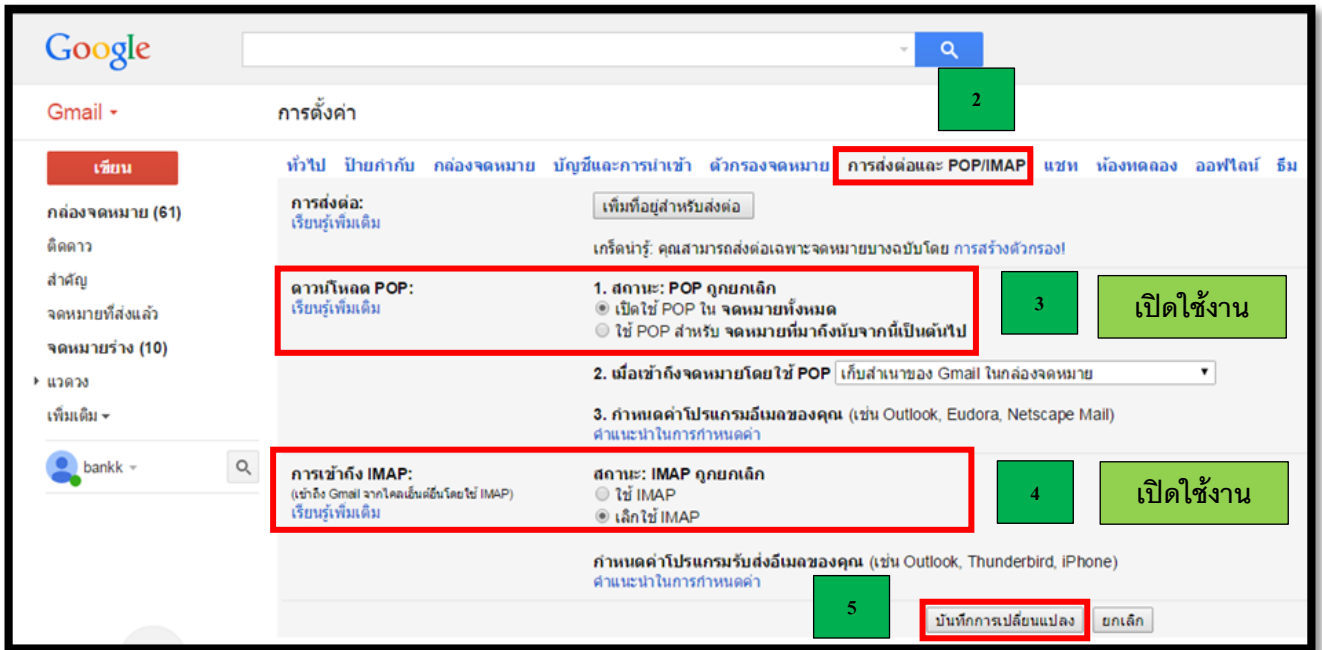 Google
2
Gmail
การตั้งค่า
เขียน
ทั่วไป ป้ายกำกับ กล่องจดหมาย บัญชีและการนำเข้า ตัวกรองจดหมาย การส่งต่อและ POP/IMAP แชท ห้องทดลอง ออฟไลน์ ธีม
กล่องจดหมาย (61)
ติดดาว
สำคัญ
จดหมายที่ส่งแล้ว
จดหมายร่าง (10)
แวดวง
เพิ่มเติม
bankk
การส่งต่อ:
เรียนรู้เพิ่มเติม
เพิ่มที่อยู่สำหรับส่งต่อ
เกร็ดน่ารู้: คุณสามารถส่งต่อเฉพาะจดหมายบางฉบับโดย การสร้างตัวกรอง!
ดาวน์โหลด POP:
เรียนรู้เพิ่มเติม
1. สถานะ: POP ถูกยกเลิก
เปิดใช้ POP ใน จดหมายทั้งหมด
ใช้ POP สำหรับ จดหมายที่มาถึงนับจากนี้เป็นต้นไป
3
เปิดใช้งาน
2. เมื่อเข้าถึงจดหมายโดยใช้ POP เก็บสำเนาของ Gmail ในกล่องจดหมาย
3. กำหนดค่าโปรแกรมอีเมลของคุณ (เช่น Outlook, Eudora, Netscape Mail)
คำแนะนำในการกำหนดค่า
การเข้าถึง IMAP:
(เข้าถึง Gmail จากไคลเอ็นต์อื่นโดยใช้ IMAP)
เรียนรู้เพิ่มเติม
สถานะ: IMAP ถูกยกเลิก
ใช้ IMAP
เลิกใช้ IMAP
4
เปิดใช้งาน
กำหนดค่าโปรแกรมรับส่งอีเมลของคุณ (เช่น Outlook, Thunderbird, iPhone)
คำแนะนำในการกำหนดค่า
5
บันทึกการเปลี่ยนแปลง ยกเลิก